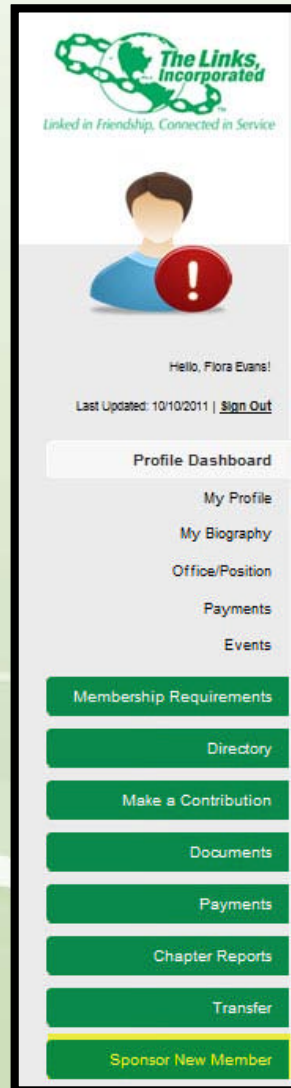 The Links,
Incorporated
Linked in Friendship, Connected in Service
!
Hello, Flora Evans!
Last Updated: 10/10/2011 | Sign Out
Profile Dashboard
My Profile
My Biography
Office/Position
Payments
Events
Membership Requirements
Directory
Make a Contribution
Documents
Payments
Chapter Reports
Transfer
Sponsor New Member